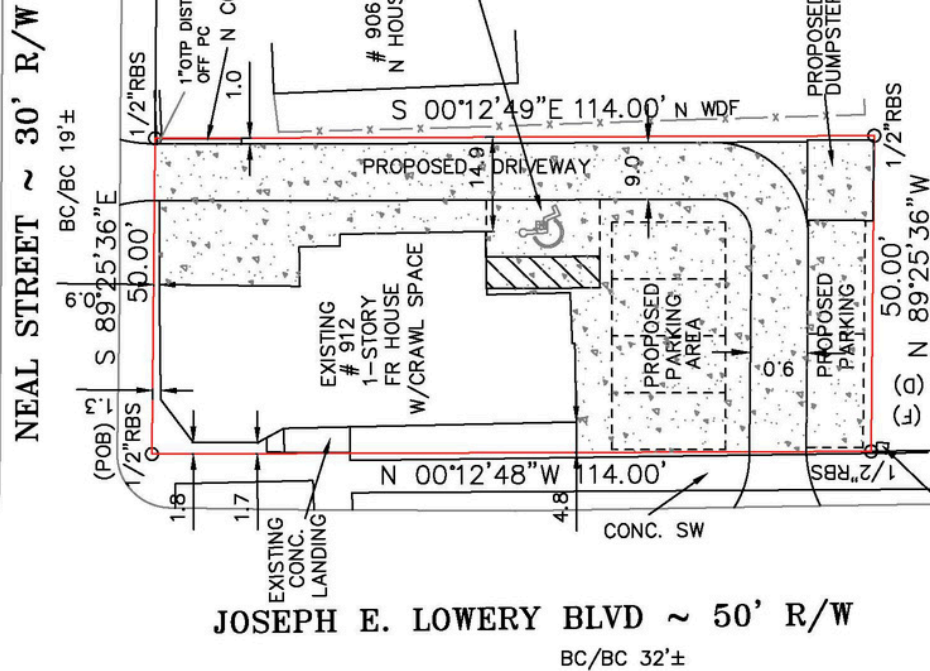 NEAL STREET ~ 30' R/W
BC/BC 19'±
1/2"RBS
1"OTP DIST
OFF PC
N
1.0
# 906
N HOUS
PROPOSED
DUMPSTER
S 00°12'49"E 114.00' N WDF
1/2"RBS
PROPOSED DRIVEWAY
14.9
9.0
S 89°25'36"E
50.00'
0.9
EXISTING
# 912
1-STORY
FR HOUSE
W/CRAWL SPACE
PROPOSED
PARKING
AREA
9.0
PROPOSED
PARKING
50.00'
(F) (D) N 89°25'36"W
1.3
(POB)
1/2"RBS
N 00°12'48"W 114.00'
1/2"RBS
1.8
1.7
4.8
EXISTING
CONC.
LANDING
CONC. SW
JOSEPH E. LOWERY BLVD ~ 50' R/W
BC/BC 32'±